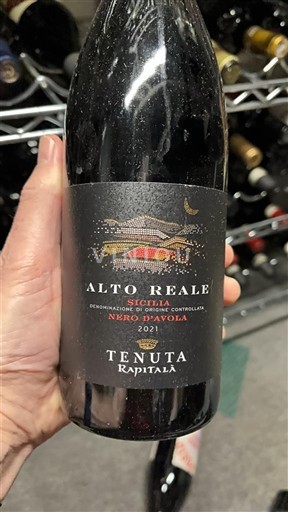 ALTO REALE
SICILIA
DENOMINAZIONE DI ORIGINE CONTROLLATA
NERO D'AVOLA
2021
TENUTA
RAPITALÀ